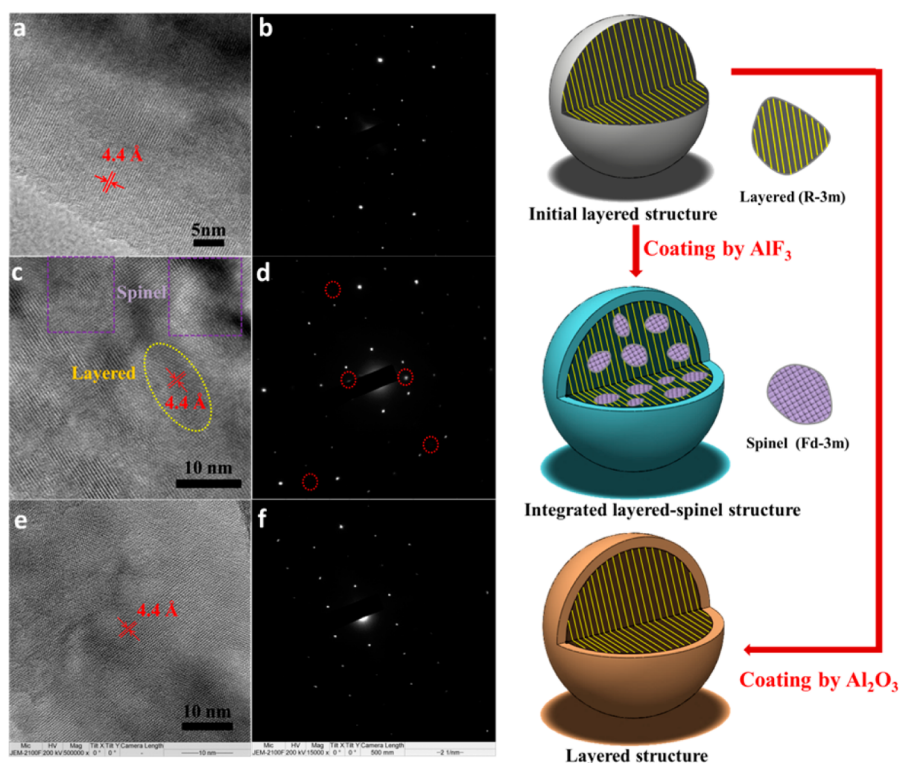 a
4.4 Å
5nm
b
c
Spinel
Layered
4.4 Å
10 nm
d
e
4.4 Å
10 nm
Mic HV Mag Tilt X Tilt Y Camera Length
JEM-2100F 200 kV 500000 x 0 ° 0 ° - 10 nm
f
Mic HV Mag Tilt X Tilt Y Camera Length
JEM-2100F 200 kV 15000 x 0 ° 0 ° 500 mm 2 1/nm
Initial layered structure
Layered (R-3m)
Coating by AlF3
Integrated layered-spinel structure
Spinel (Fd-3m)
Coating by Al2O3
Layered structure